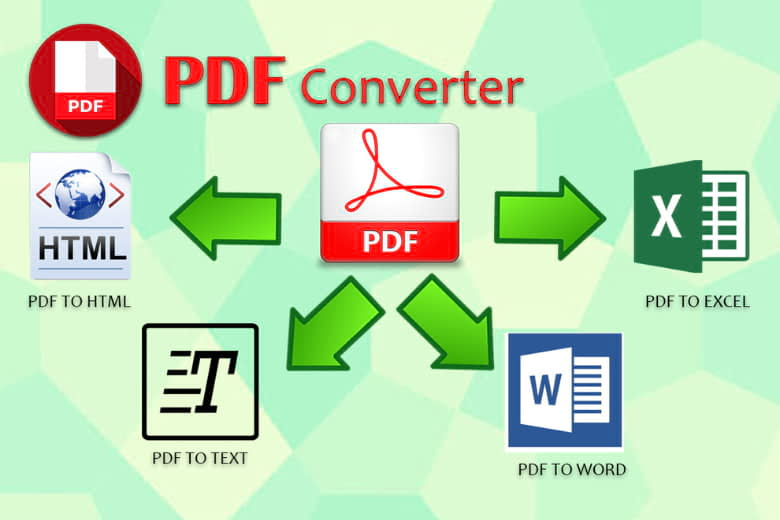 PDF
PDF Converter
PDF
HTML
PDF TO HTML
X
PDF TO EXCEL
T
PDF TO TEXT
W
PDF TO WORD